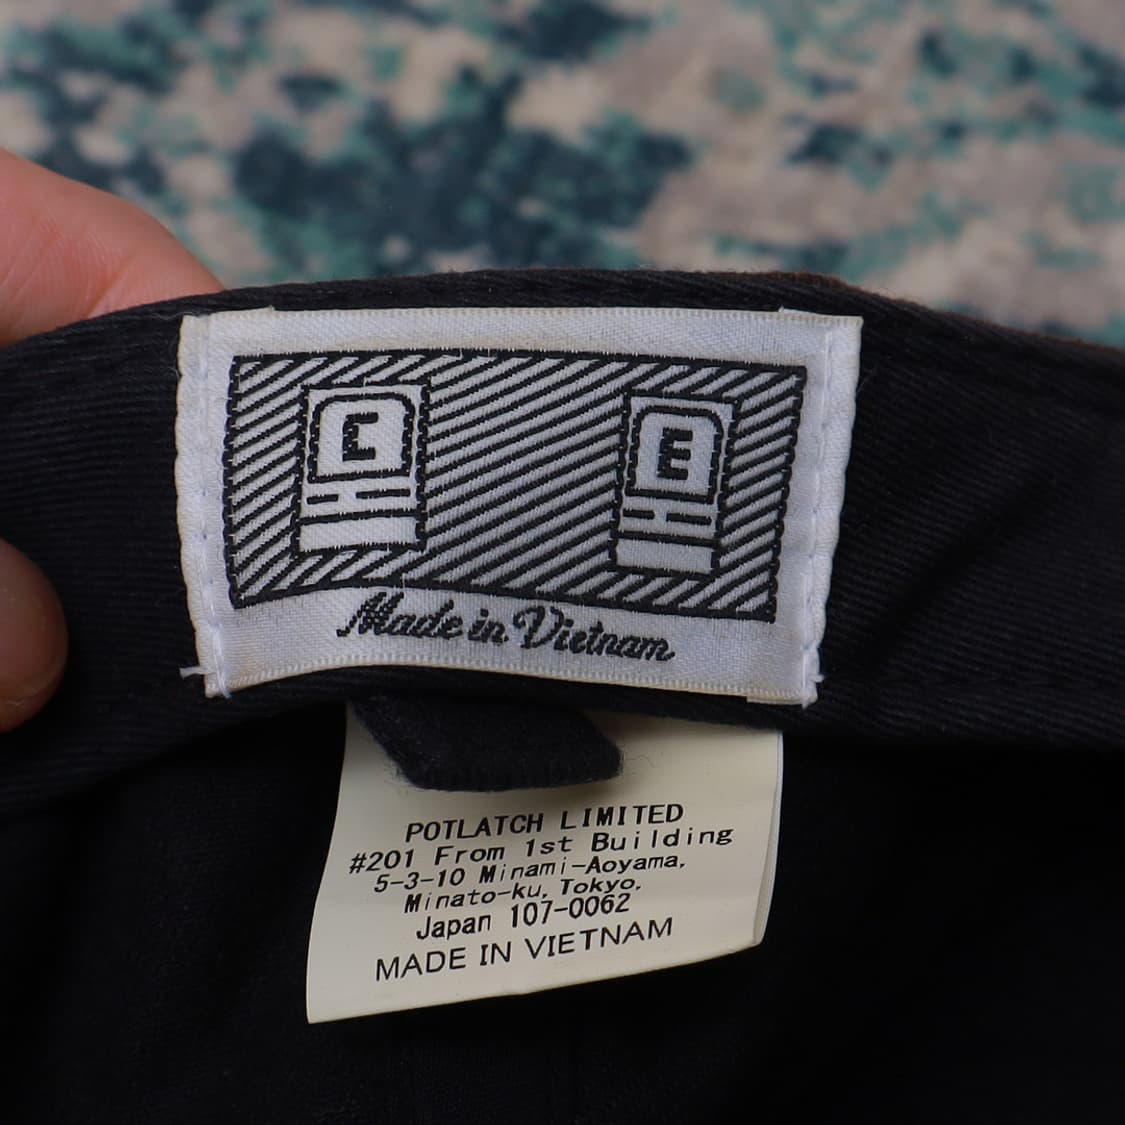 C E
Made in Vietnam
POTLATCH LIMITED
#201 From 1st Building
5-3-10 Minami-Aoyama,
Minato-ku, Tokyo,
Japan 107-0062
MADE IN VIETNAM